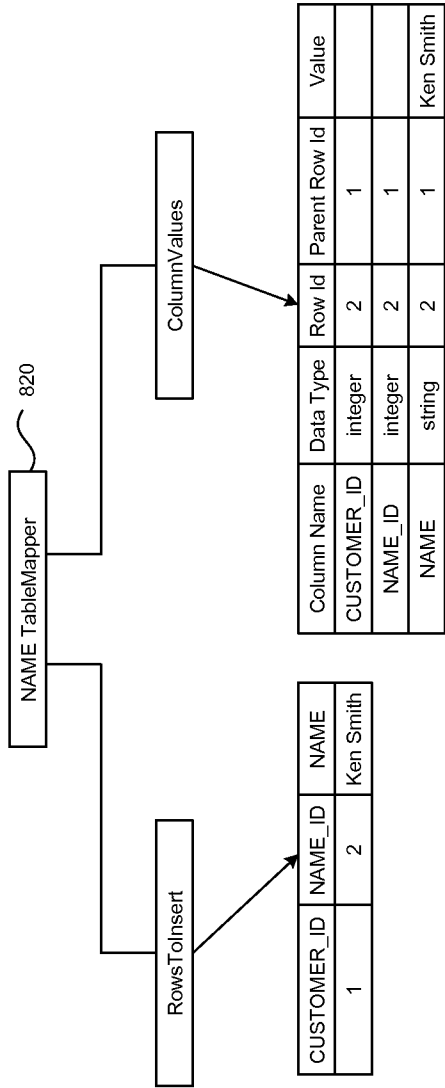 NAME TableMapper
820
RowsToInsert
ColumnValues
CUSTOMER_ID NAME_ID NAME
1 2 Ken Smith
Column Name Data Type Row Id Parent Row Id Value
CUSTOMER_ID integer 2 1
NAME_ID integer 2 1
NAME string 2 1 Ken Smith